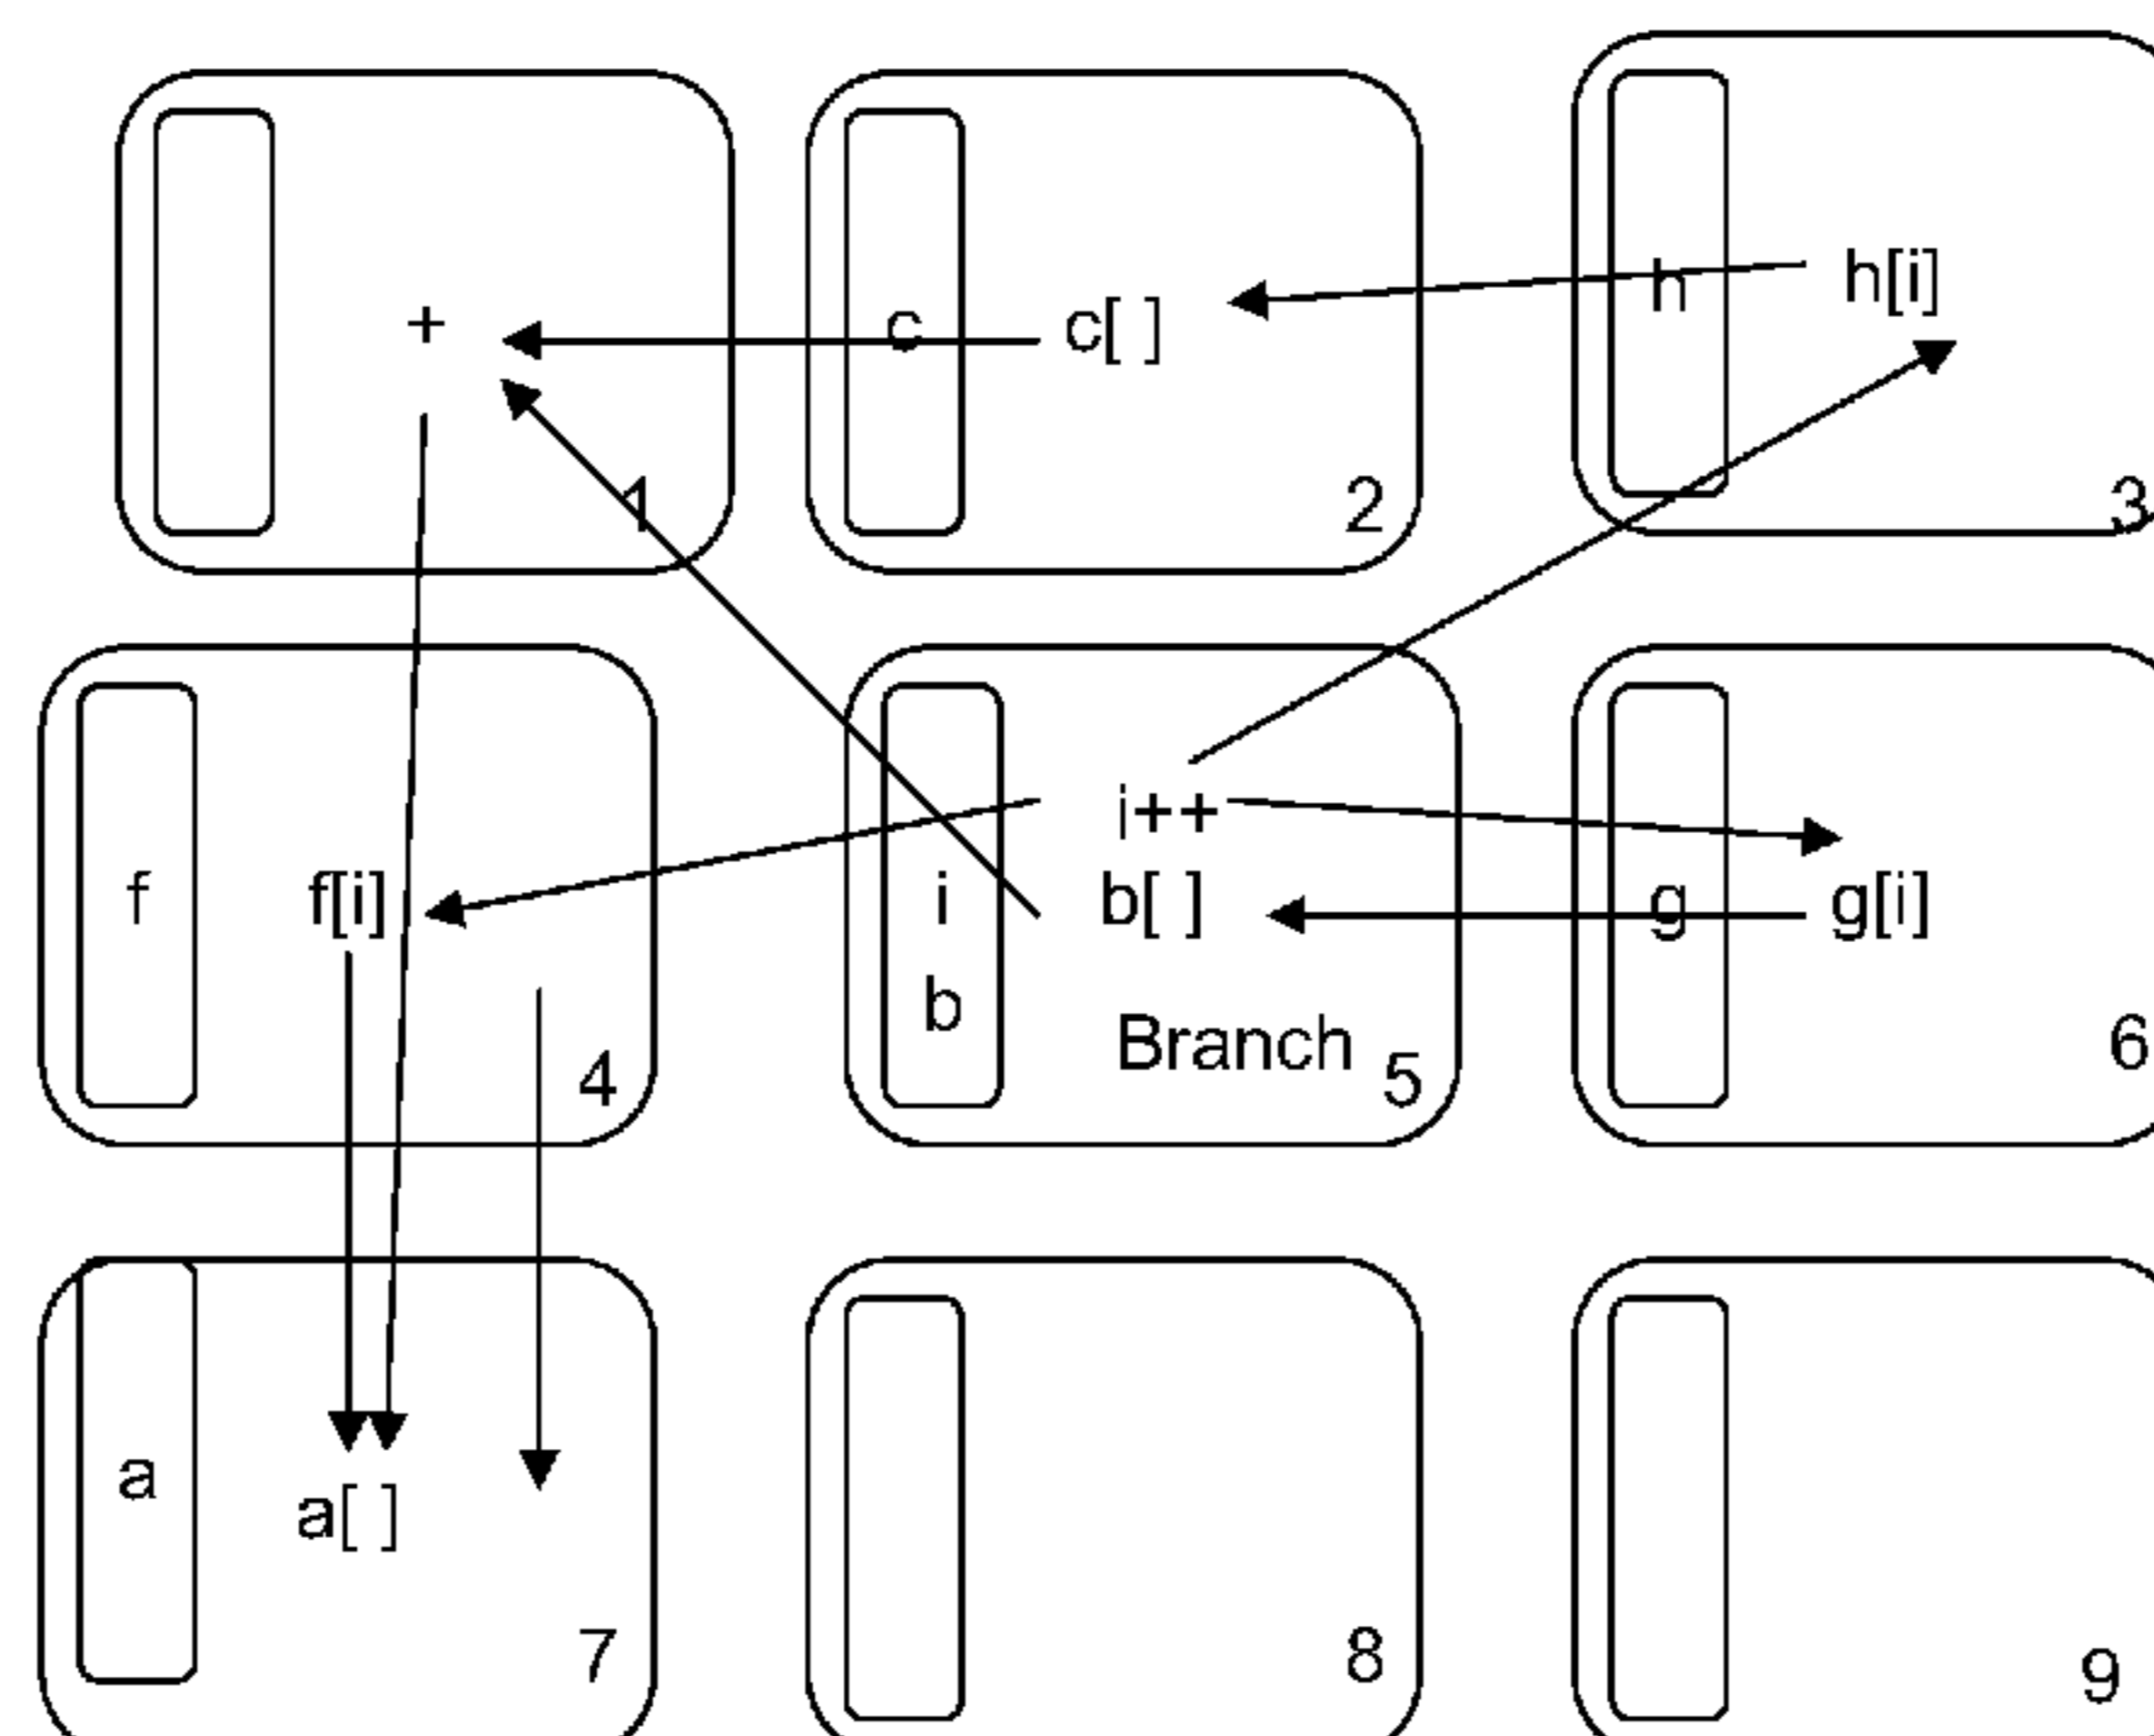 +
1
c
c[ ]
2
h
h[i]
3
f
f[i]
4
i
b
i++
b[ ]
Branch
5
g
g[i]
6
a
a[ ]
7
8
9